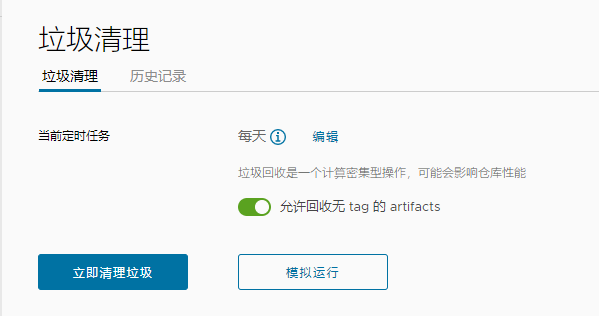 垃圾清理
垃圾清理 历史记录
当前定时任务 每天 编辑
垃圾回收是一个计算密集型操作，可能会影响仓库性能
允许回收无 tag 的 artifacts
立即清理垃圾 模拟运行